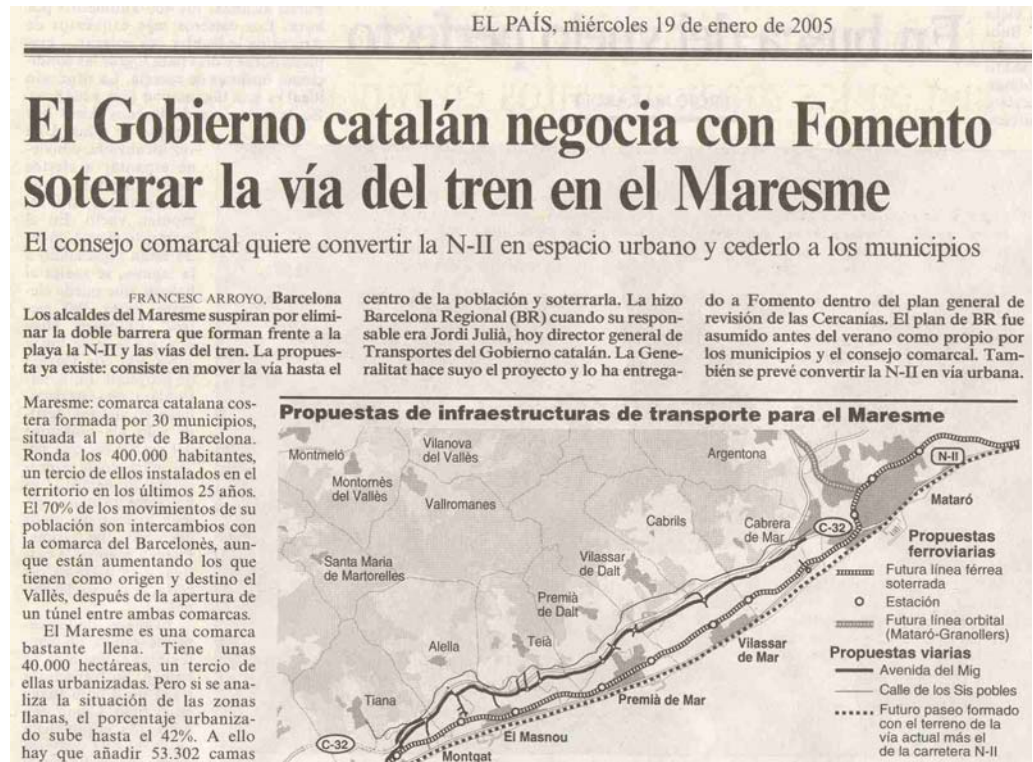 EL PAÍS, miércoles 19 de enero de 2005
El Gobierno catalán negocia con Fomento
soterrar la vía del tren en el Maresme
El consejo comarcal quiere convertir la N-II en espacio urbano y cederlo a los municipios
FRANCESC ARROYO, Barcelona
Los alcaldes del Maresme suspiran por elimi-
nar la doble barrera que forman frente a la
playa la N-II y las vías del tren. La propues-
ta ya existe: consiste en mover la vía hasta el
centro de la población y soterrarla. La hizo
Barcelona Regional (BR) cuando su respon-
sable era Jordi Julià, hoy director general de
Transportes del Gobierno catalán. La Gene-
ralitat hace suyo el proyecto y lo ha entrega-
do a Fomento dentro del plan general de
revisión de las Cercanías. El plan de BR fue
asumido antes del verano como propio por
los municipios y el consejo comarcal. Tam-
bién se prevé convertir la N-II en vía urbana.
Maresme: comarca catalana cos-
tera formada por 30 municipios,
situada al norte de Barcelona.
Ronda los 400.000 habitantes,
un tercio de ellos instalados en el
territorio en los últimos 25 años.
El 70% de los movimientos de su
población son intercambios con
la comarca del Barcelonès, aun-
que están aumentando los que
tienen como origen y destino el
Vallès, después de la apertura de
un túnel entre ambas comarcas.
El Maresme es una comarca
bastante llena. Tiene unas
40.000 hectáreas, un tercio de
ellas urbanizadas. Pero si se ana-
liza la situación de las zonas
llanas, el porcentaje urbaniza-
do sube hasta el 42%. A ello
hay que añadir 53.302 camas
Propuestas de infraestructuras de transporte para el Maresme
Montmeló
Vilanova
del Vallès
Argentona
N-II
Montornès
del Vallès
Vallromanes
Mataró
Cabrils
Cabrera
de Mar
C-32
Santa Maria
de Martorelles
Vilassar
de Dalt
Premià
de Dalt
Alella
Teià
Vilassar
de Mar
Tiana
Premià de Mar
El Masnou
C-32
Montgat
Propuestas
ferroviarias
Futura línea férrea
soterrada
Estación
Futura línea orbital
(Mataró-Granollers)
Propuestas viarias
Avenida del Mig
Calle de los Sis pobles
Futuro paseo formado
con el terreno de la
vía actual más el
de la carretera N-II